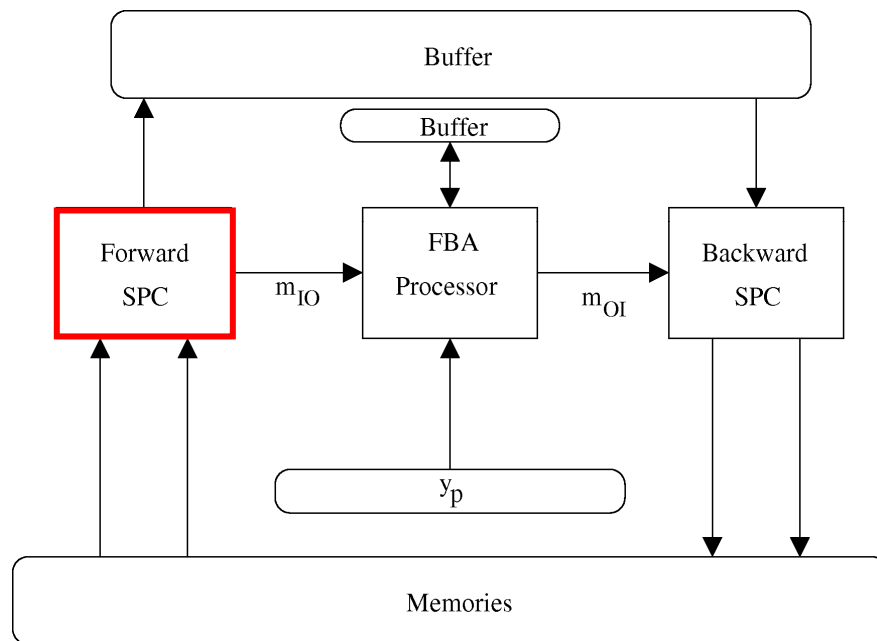 Buffer
Buffer
Forward
SPC
m_IO
FBA
Processor
m_OI
Backward
SPC
y_p
Memories